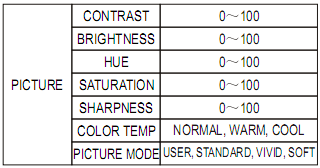 PICTURE
CONTRAST 0～100
BRIGHTNESS 0～100
HUE 0～100
SATURATION 0～100
SHARPNESS 0～100
COLOR TEMP NORMAL, WARM, COOL
PICTURE MODE USER, STANDARD, VIVID, SOFT